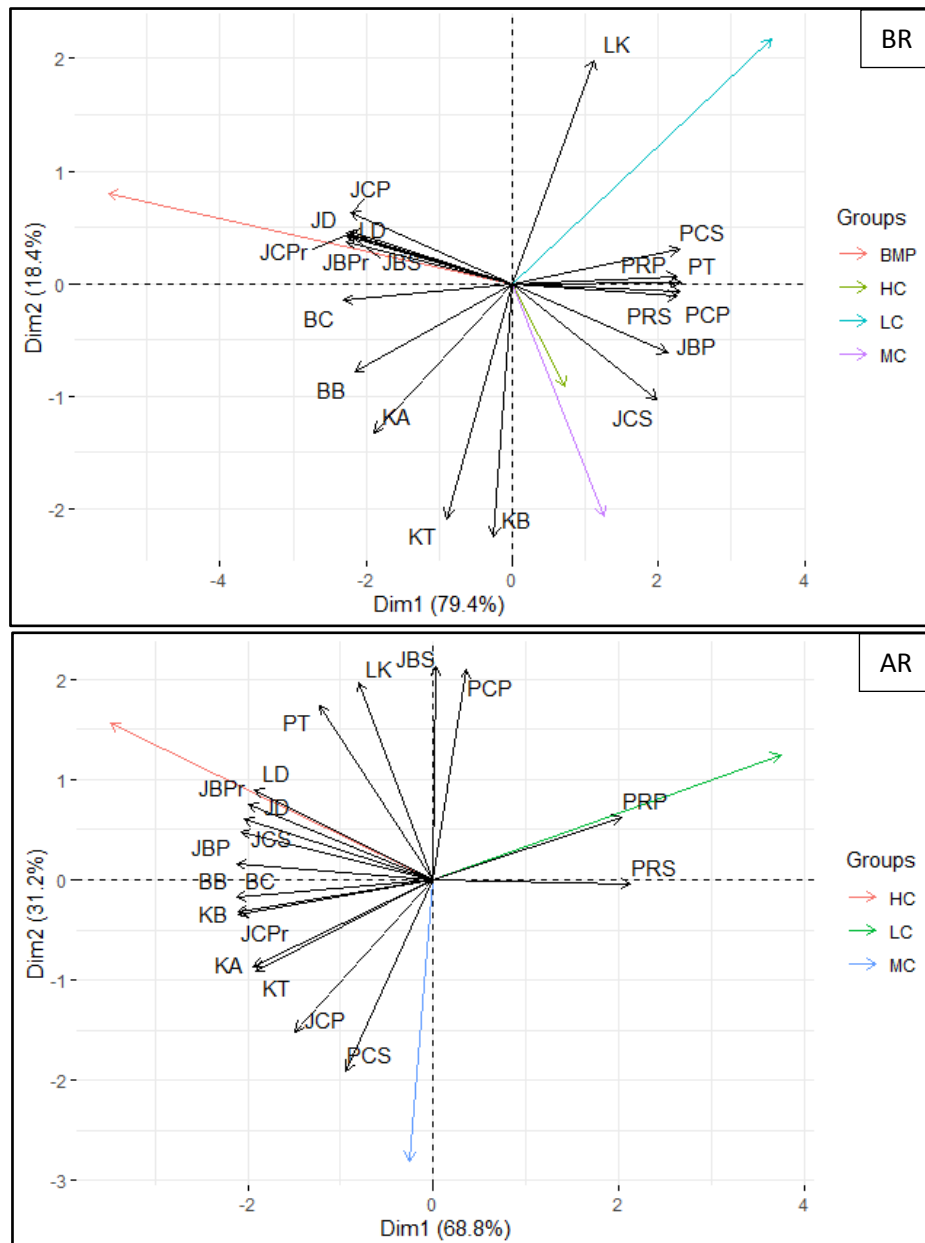 BR
LK
JCP
JD
LD
JCPr
JBPr
JBS
BC
BB
KA
KT
KB
PCS
PRP
PT
PRS
PCP
JBP
JCS
2
1
0
-1
-2
Dim2 (18.4%)
-4
-2
0
2
4
Dim1 (79.4%)
Groups
BMP
HC
LC
MC
AR
JBS
LK
PCP
PT
LD
JBPr
JD
JCS
JBP
BB
BC
KB
JCPr
KA
KT
JCP
PCS
PRP
PRS
2
1
0
-1
-2
-3
Dim2 (31.2%)
-2
0
2
4
Dim1 (68.8%)
Groups
HC
LC
MC